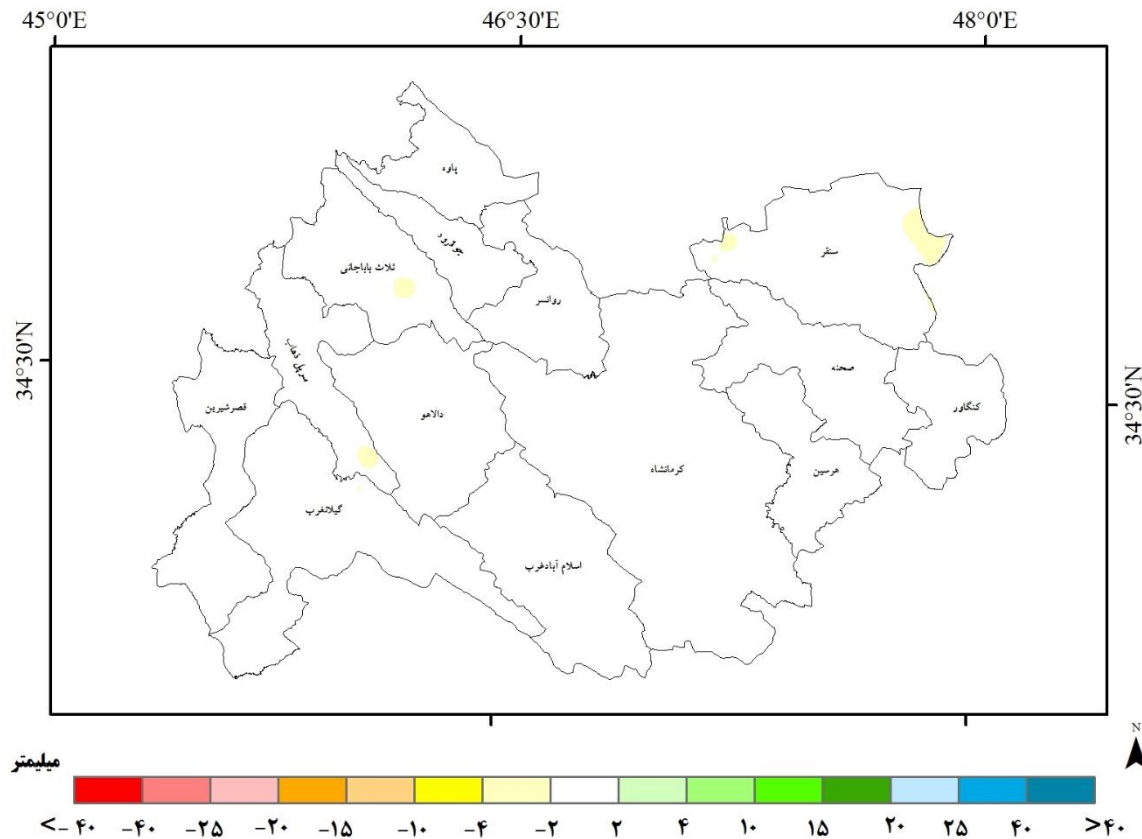 45°0'E 46°30'E 48°0'E
پاوه
جوانرود
سنقر
ثلاث باباجانی
روانسر
34°30'N
سرپل ذهاب
صحنه
قصرشیرین
دالاهو
کنگاور
34°30'N
کرمانشاه
هرسین
گیلانغرب
اسلام آبادغرب
N
میلیمتر
<-۴۰ -۴۰ -۲۵ -۲۰ -۱۵ -۱۰ -۴ -۲ ۲ ۴ ۱۰ ۱۵ ۲۰ ۲۵ ۴۰ >۴۰